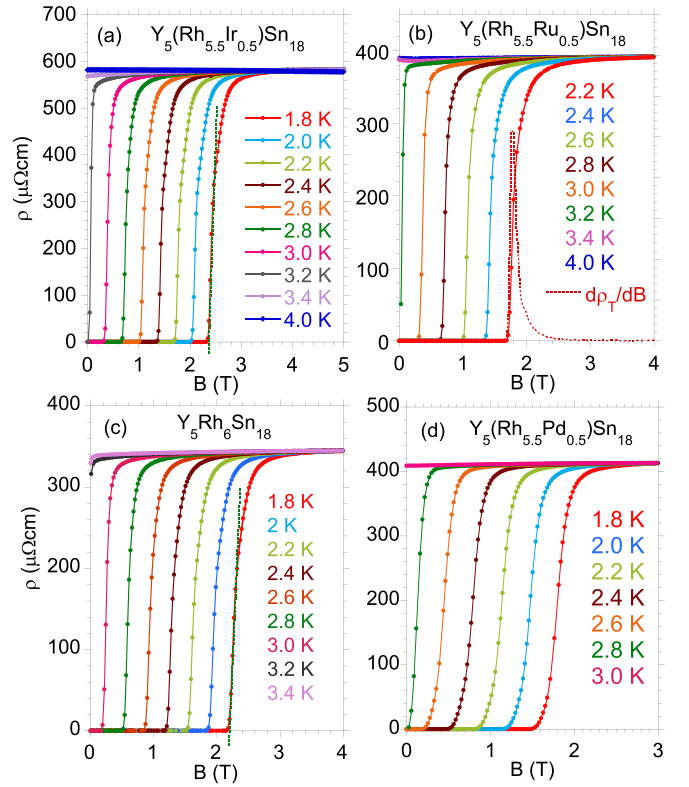 (a) Y5(Rh5.5Ir0.5)Sn18
700
600
500
400
300
200
100
0
ρ (μΩcm)
1.8 K
2.0 K
2.2 K
2.4 K
2.6 K
2.8 K
3.0 K
3.2 K
3.4 K
4.0 K
0 1 2 3 4 5
B (T)
(b) Y5(Rh5.5Ru0.5)Sn18
400
300
200
100
0
2.2 K
2.4 K
2.6 K
2.8 K
3.0 K
3.2 K
3.4 K
4.0 K
dρT/dB
0 1 2 3 4
B (T)
(c) Y5Rh6Sn18
400
300
200
100
0
ρ (μΩcm)
1.8 K
2 K
2.2 K
2.4 K
2.6 K
2.8 K
3.0 K
3.2 K
3.4 K
0 1 2 3 4
B (T)
(d) Y5(Rh5.5Pd0.5)Sn18
500
400
300
200
100
0
1.8 K
2.0 K
2.2 K
2.4 K
2.6 K
2.8 K
3.0 K
0 1 2 3
B (T)